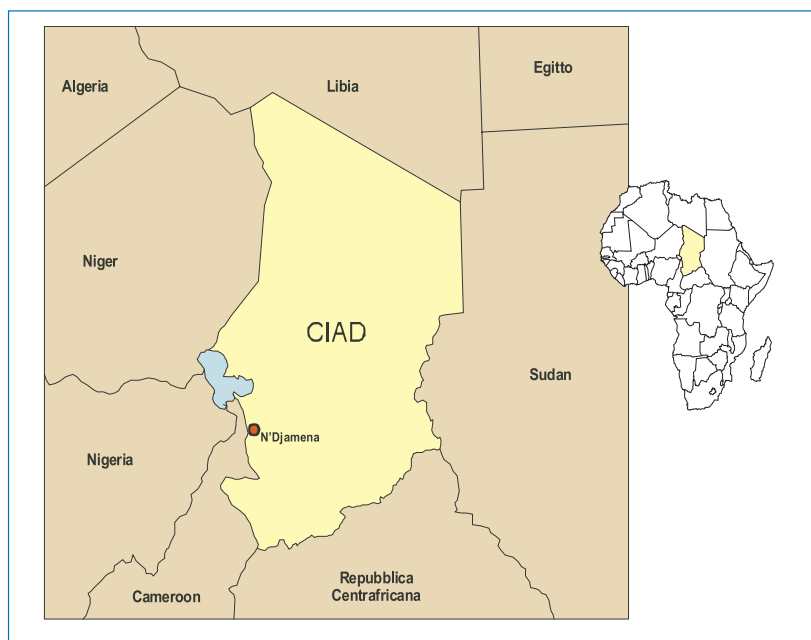 Egitto
Algeria
Libia
Niger
CIAD
Sudan
N'Djamena
Nigeria
Repubblica
Centrafricana
Cameroon